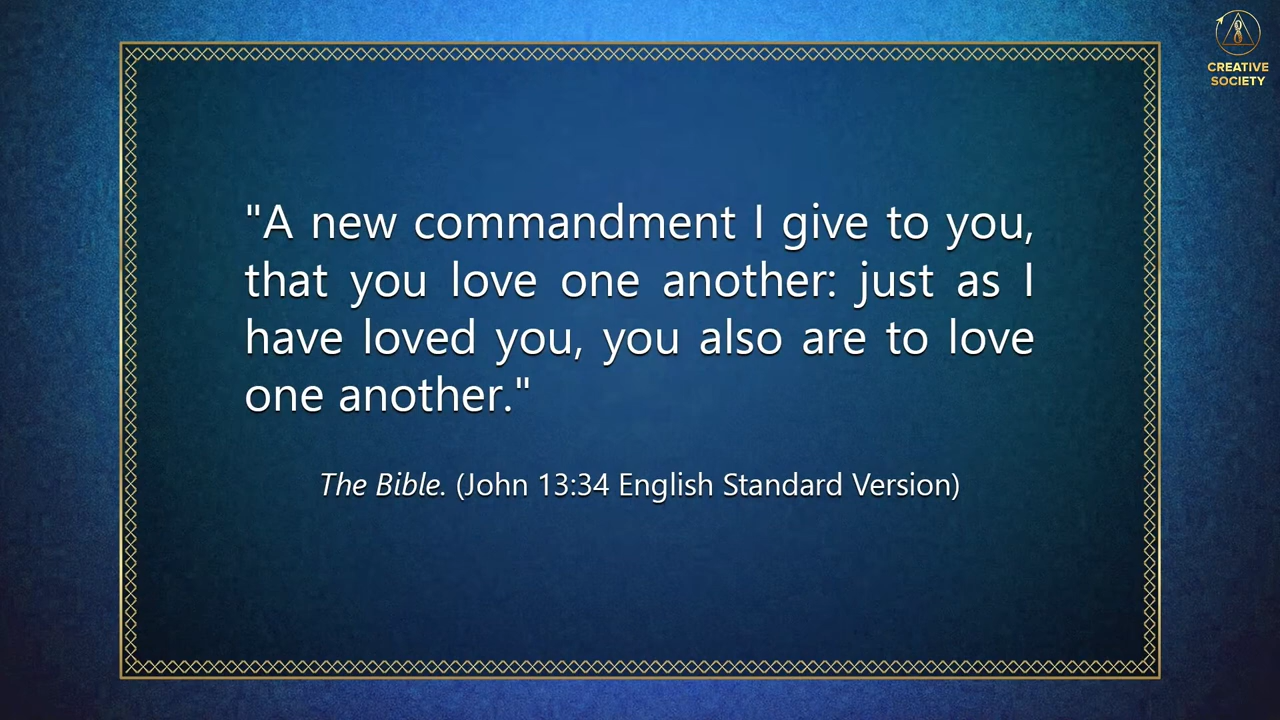 CREATIVE
SOCIETY
"A new commandment I give to you,
that you love one another: just as I
have loved you, you also are to love
one another."
The Bible. (John 13:34 English Standard Version)